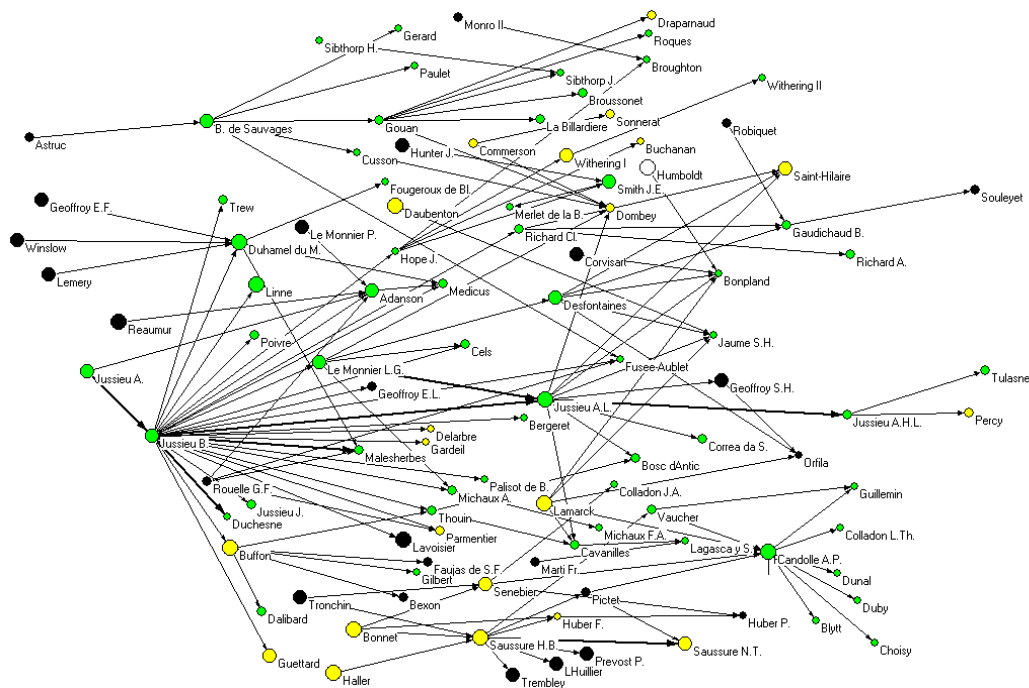 Draparnaud
Monro II
Gerard
Roques
Sibthorp H.
Broughton
Paulet
Sibthorp J.
Withering II
Broussonet
Sonnerat
B. de Sauvages
Gouan
La Billardiere
Robiquet
Astruc
Hunter J.
Commerson
Buchanan
Cusson
Withering I
Humboldt
Saint-Hilaire
Fougeroux de Bl.
Smith J.E.
Souleyet
Geoffroy E.F.
Trew
Daubenton
Merlet de la B.
Dombey
Le Monnier P.
Richard Cl.
Gaudichaud B.
Winslow
Duhamel du M.
Hope J.
Corvisart
Richard A.
Lemery
Linne
Adanson
Medicus
Bonpland
Desfontaines
Reaumur
Poivre
Cels
Jaume S.H.
Jussieu A.
Le Monnier L.G.
Fusee-Aublet
Tulasne
Geoffroy E.L.
Geoffroy S.H.
Jussieu A.L.
Jussieu A.H.L.
Percy
Bergeret
Jussieu B.
Delarbre
Gardeil
Correa da S.
Malesherbes
Bosc dAntic
Orfila
Rouelle G.F.
Palisot de B.
Colladon J.A.
Guillemin
Jussieu J.
Michaux A.
Lamarck
Vaucher
Duchesne
Thouin
Michaux F.A.
Colladon L.Th.
Parmentier
Buffon
Lavoisier
Cavanilles
Lagasca y S.
Candolle A.P.
Faujas de S.F.
Marti Fr.
Gilbert
Dunal
Tronchin
Bexon
Senebier
Pictet
Duby
Dalibard
Huber F.
Huber P.
Blytt
Bonnet
Choisy
Saussure H.B.
Saussure N.T.
Guettard
Prevost P.
Haller
LHuillier
Trembley